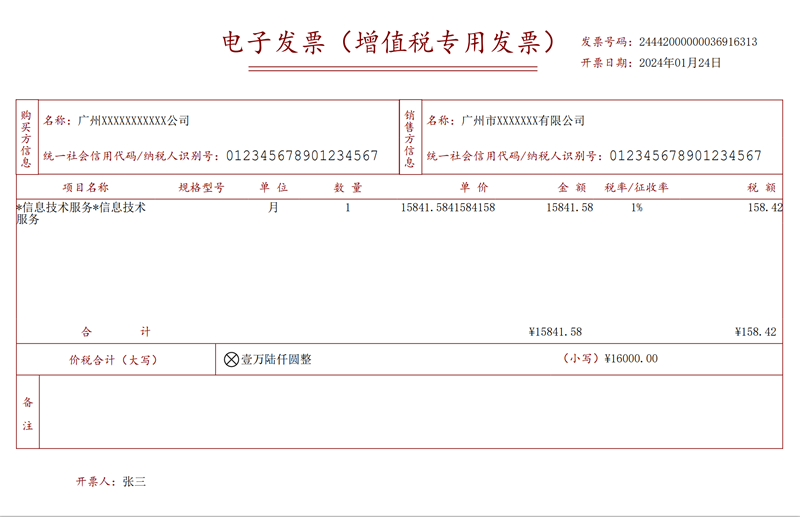 电子发票（增值税专用发票）
发票号码：24442000000036916313
开票日期：2024年01月24日
购买方信息
名称：广州XXXXXXXXXXX公司
统一社会信用代码/纳税人识别号：012345678901234567
销售方信息
名称：广州市XXXXXXX有限公司
统一社会信用代码/纳税人识别号：012345678901234567
项目名称 规格型号 单位 数量 单价 金额 税率/征收率 税额
*信息技术服务*信息技术 月 1 15841.5841584158 15841.58 1% 158.42
服务
合计 ¥15841.58 ¥158.42
价税合计（大写） ⊗壹万陆仟圆整 （小写）¥16000.00
备注
开票人：张三